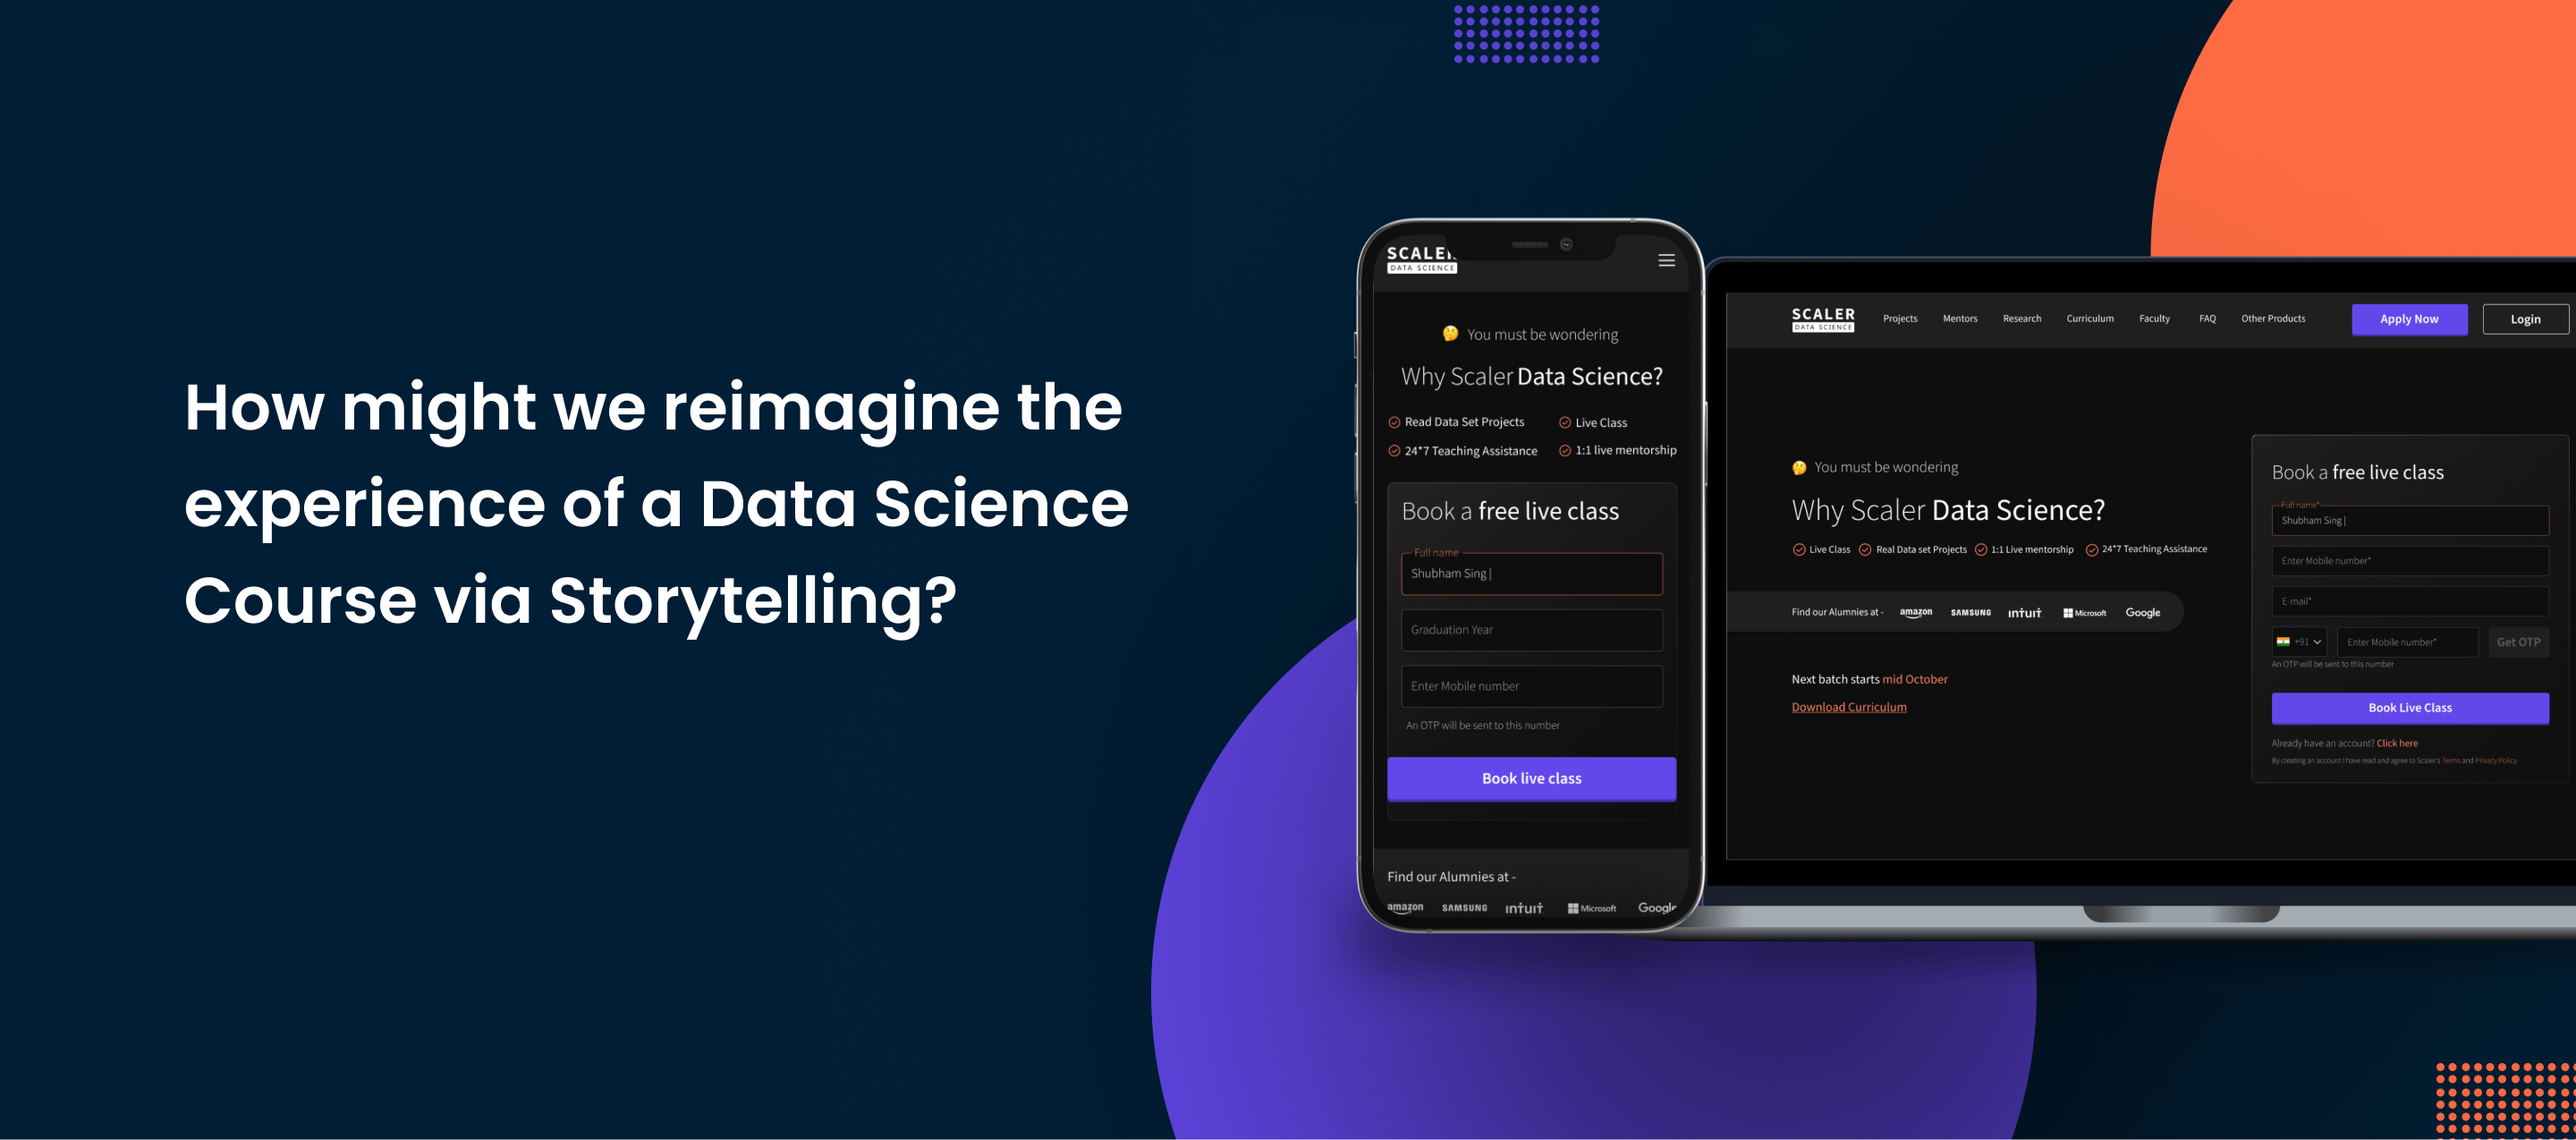 How might we reimagine the
experience of a Data Science
Course via Storytelling?
SCALER
DATA SCIENCE
🤔 You must be wondering
Why Scaler Data Science?
Read Data Set Projects
Live Class
24*7 Teaching Assistance
1:1 live mentorship
Book a free live class
Full name
Shubham Sing|
Graduation Year
Enter Mobile number
An OTP will be sent to this number
Book live class
Find our Alumnies at -
amazon SAMSUNG intuit Microsoft Google
SCALER
DATA SCIENCE
Projects Mentors Research Curriculum Faculty FAQ Other Products Apply Now Login
🤔 You must be wondering
Why Scaler Data Science?
Live Class Real Data set Projects 1:1 Live mentorship 24*7 Teaching Assistance
Find our Alumnies at - amazon SAMSUNG intuit Microsoft Google
Next batch starts mid October
Download Curriculum
Book a free live class
Full name*
Shubham Sing|
Enter Mobile number*
E-mail*
+91 Enter Mobile number* Get OTP
An OTP will be sent to this number
Book Live Class
Already have an account? Click here
By creating an account I have read and agree to Scaler's Terms and Privacy Policy